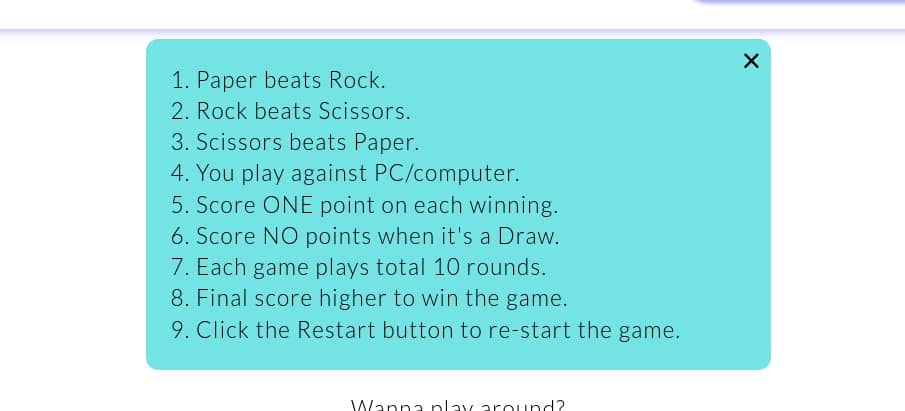 1. Paper beats Rock.
2. Rock beats Scissors.
3. Scissors beats Paper.
4. You play against PC/computer.
5. Score ONE point on each winning.
6. Score NO points when it's a Draw.
7. Each game plays total 10 rounds.
8. Final score higher to win the game.
9. Click the Restart button to re-start the game.
Wanna play around?